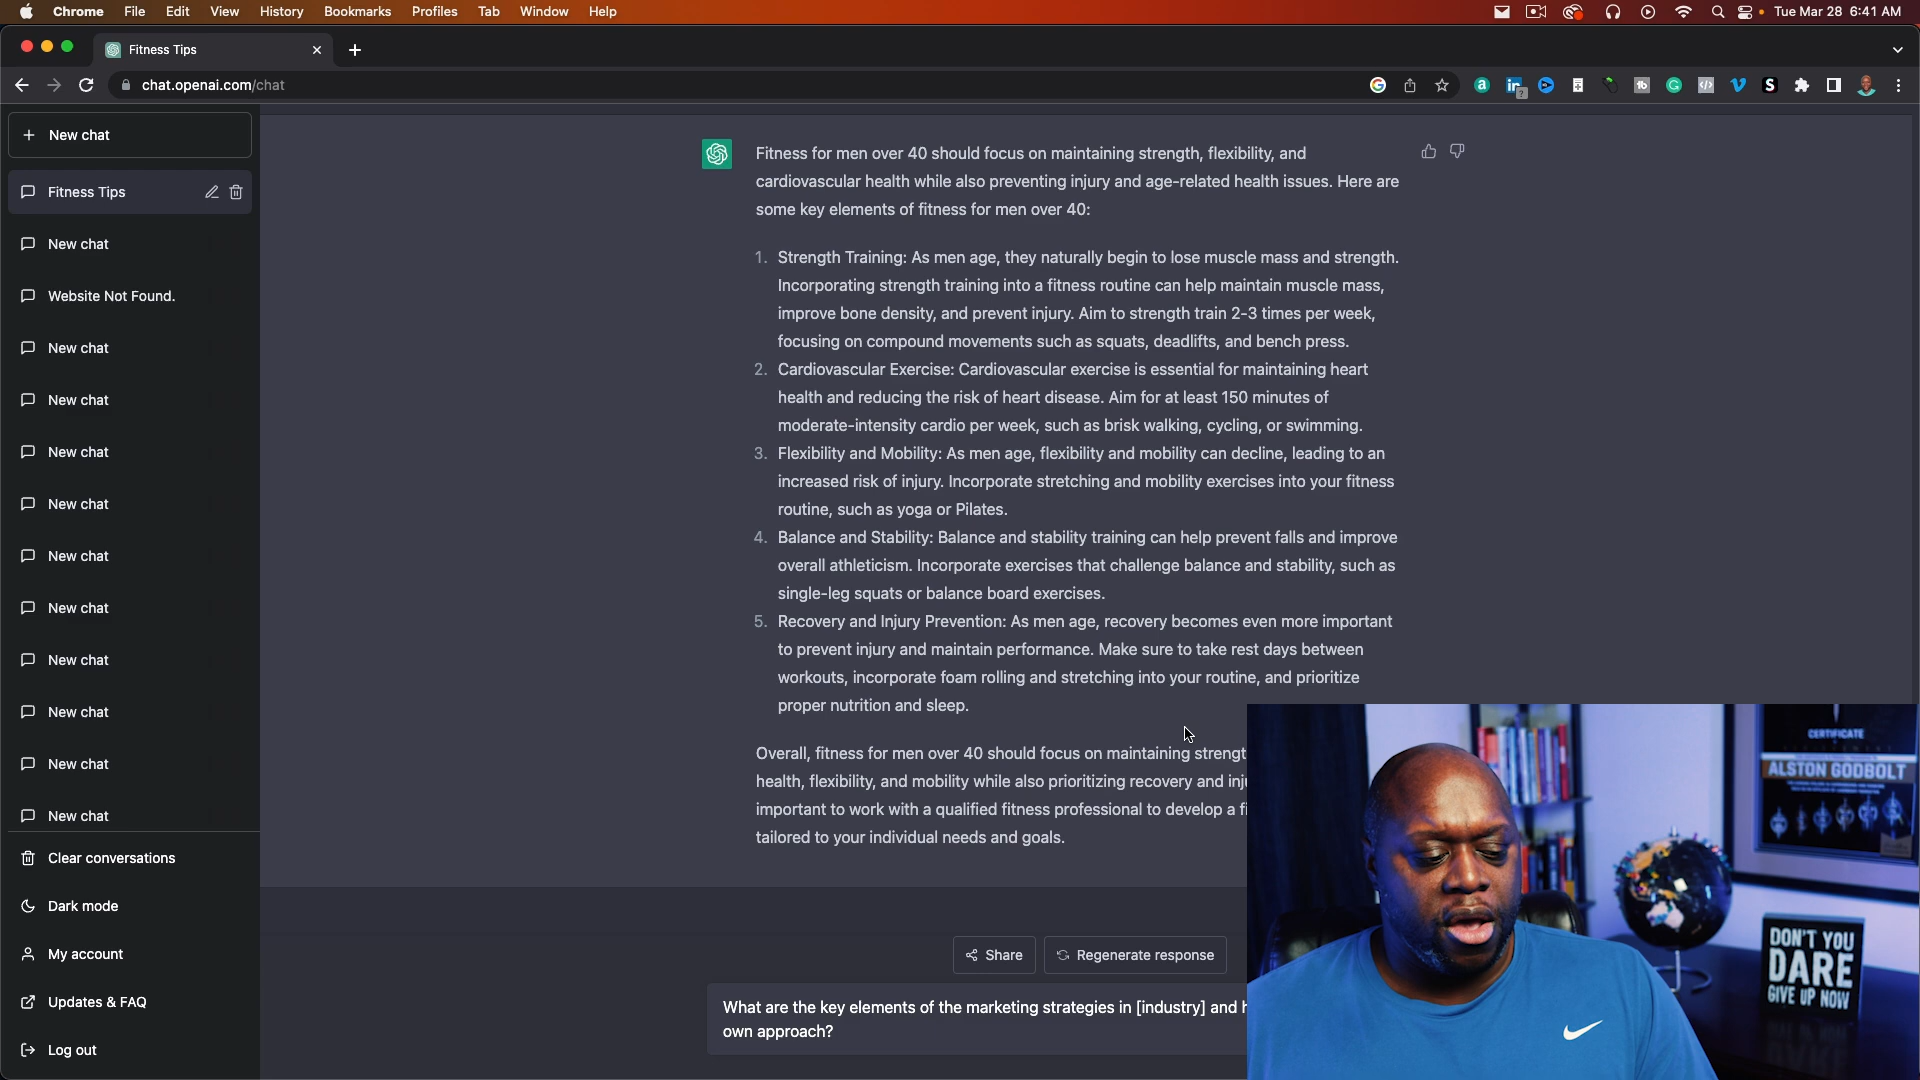 Chrome File Edit View History Bookmarks Profiles Tab Window Help Tue Mar 28 6:41 AM
Fitness Tips
chat.openai.com/chat
New chat
Fitness Tips
New chat
Website Not Found.
New chat
New chat
New chat
New chat
New chat
New chat
New chat
New chat
New chat
New chat
Clear conversations
Dark mode
My account
Updates & FAQ
Log out
Fitness for men over 40 should focus on maintaining strength, flexibility, and
cardiovascular health while also preventing injury and age-related health issues. Here are
some key elements of fitness for men over 40:
1. Strength Training: As men age, they naturally begin to lose muscle mass and strength.
Incorporating strength training into a fitness routine can help maintain muscle mass,
improve bone density, and prevent injury. Aim to strength train 2-3 times per week,
focusing on compound movements such as squats, deadlifts, and bench press.
2. Cardiovascular Exercise: Cardiovascular exercise is essential for maintaining heart
health and reducing the risk of heart disease. Aim for at least 150 minutes of
moderate-intensity cardio per week, such as brisk walking, cycling, or swimming.
3. Flexibility and Mobility: As men age, flexibility and mobility can decline, leading to an
increased risk of injury. Incorporate stretching and mobility exercises into your fitness
routine, such as yoga or Pilates.
4. Balance and Stability: Balance and stability training can help prevent falls and improve
overall athleticism. Incorporate exercises that challenge balance and stability, such as
single-leg squats or balance board exercises.
5. Recovery and Injury Prevention: As men age, recovery becomes even more important
to prevent injury and maintain performance. Make sure to take rest days between
workouts, incorporate foam rolling and stretching into your routine, and prioritize
proper nutrition and sleep.
Overall, fitness for men over 40 should focus on maintaining strengt
health, flexibility, and mobility while also prioritizing recovery and inj
important to work with a qualified fitness professional to develop a fi
tailored to your individual needs and goals.
Share
Regenerate response
What are the key elements of the marketing strategies in [industry] and h
own approach?
CERTIFICATE
ALSTON GODBOLT
DON'T YOU
DARE
GIVE UP NOW